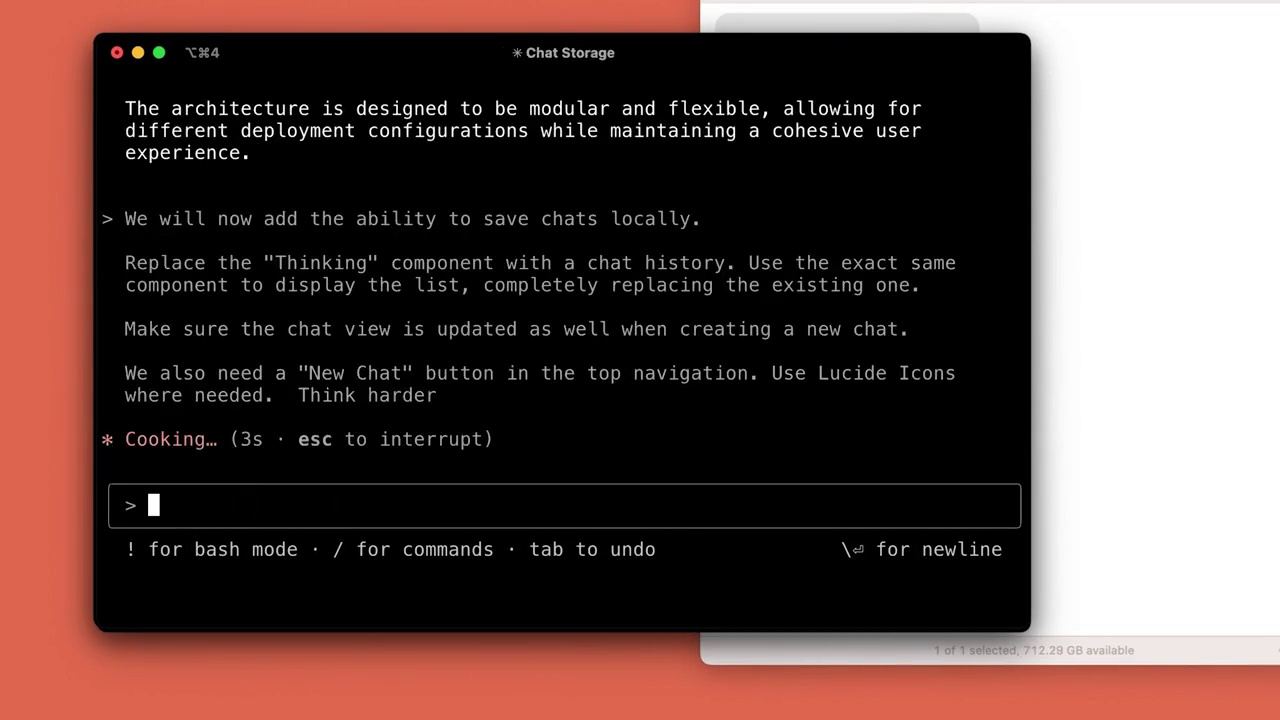 ⌥⌘4
✳ Chat Storage
The architecture is designed to be modular and flexible, allowing for
different deployment configurations while maintaining a cohesive user
experience.
> We will now add the ability to save chats locally.
Replace the "Thinking" component with a chat history. Use the exact same
component to display the list, completely replacing the existing one.
Make sure the chat view is updated as well when creating a new chat.
We also need a "New Chat" button in the top navigation. Use Lucide Icons
where needed.  Think harder
✻ Cooking… (3s · esc to interrupt)
>
! for bash mode · / for commands · tab to undo
\⏎ for newline
1 of 1 selected, 712.29 GB available